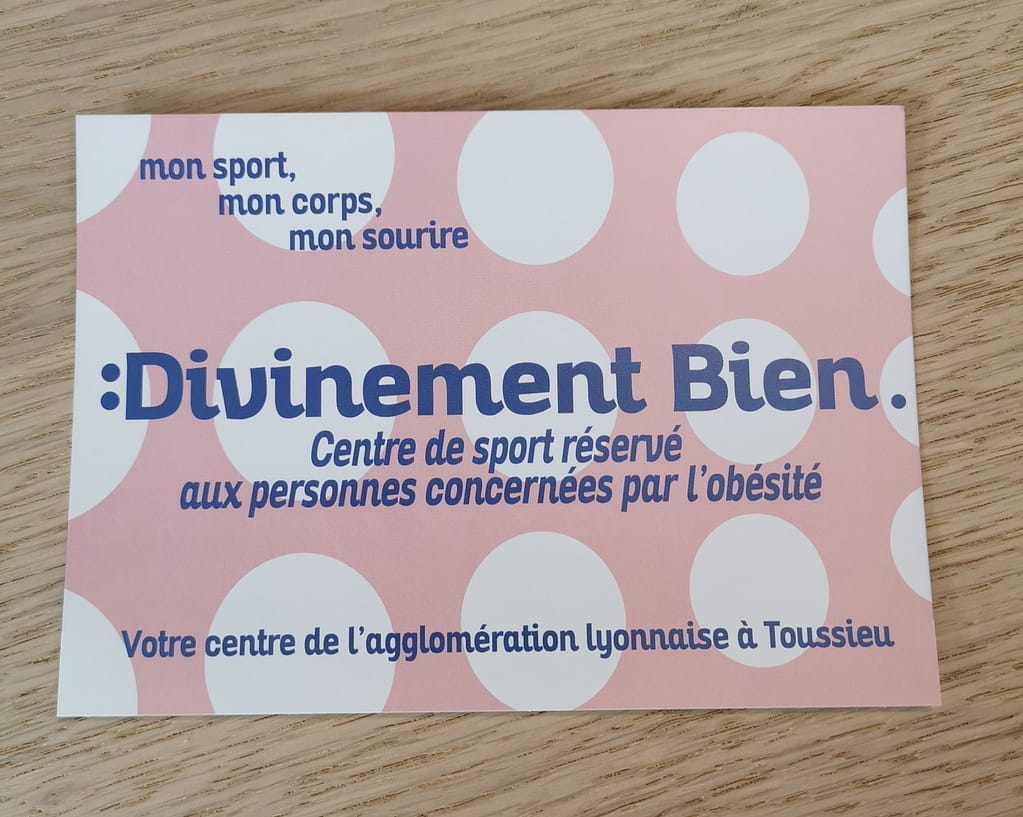 mon sport,
mon corps,
mon sourire
:Divinement Bien.
Centre de sport réservé
aux personnes concernées par l'obésité
Votre centre de l'agglomération lyonnaise à Toussieu